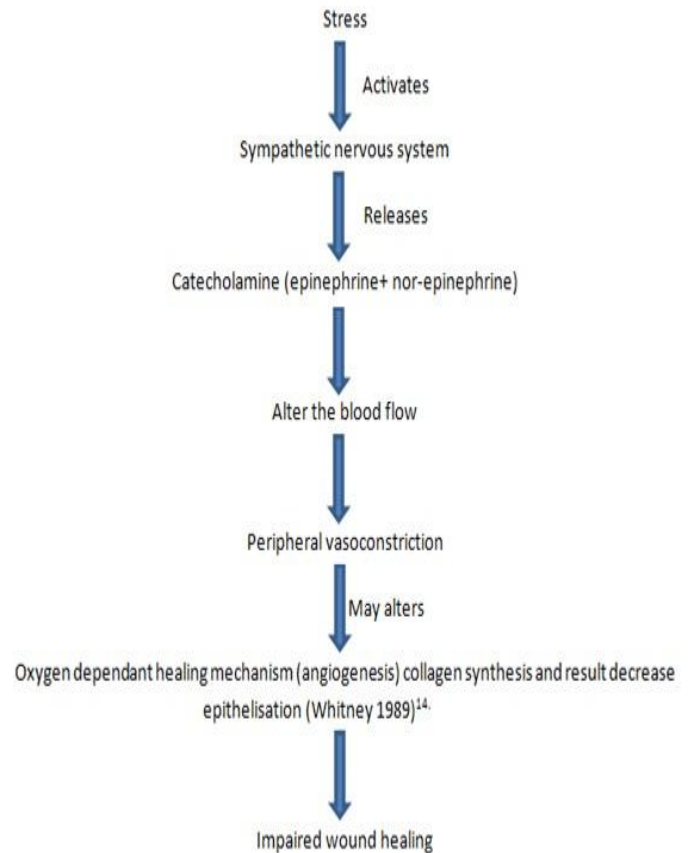 Stress
Activates
Sympathetic nervous system
Releases
Catecholamine (epinephrine+ nor-epinephrine)
Alter the blood flow
Peripheral vasoconstriction
May alters
Oxygen dependant healing mechanism (angiogenesis) collagen synthesis and result decrease
epithelisation (Whitney 1989)14.
Impaired wound healing